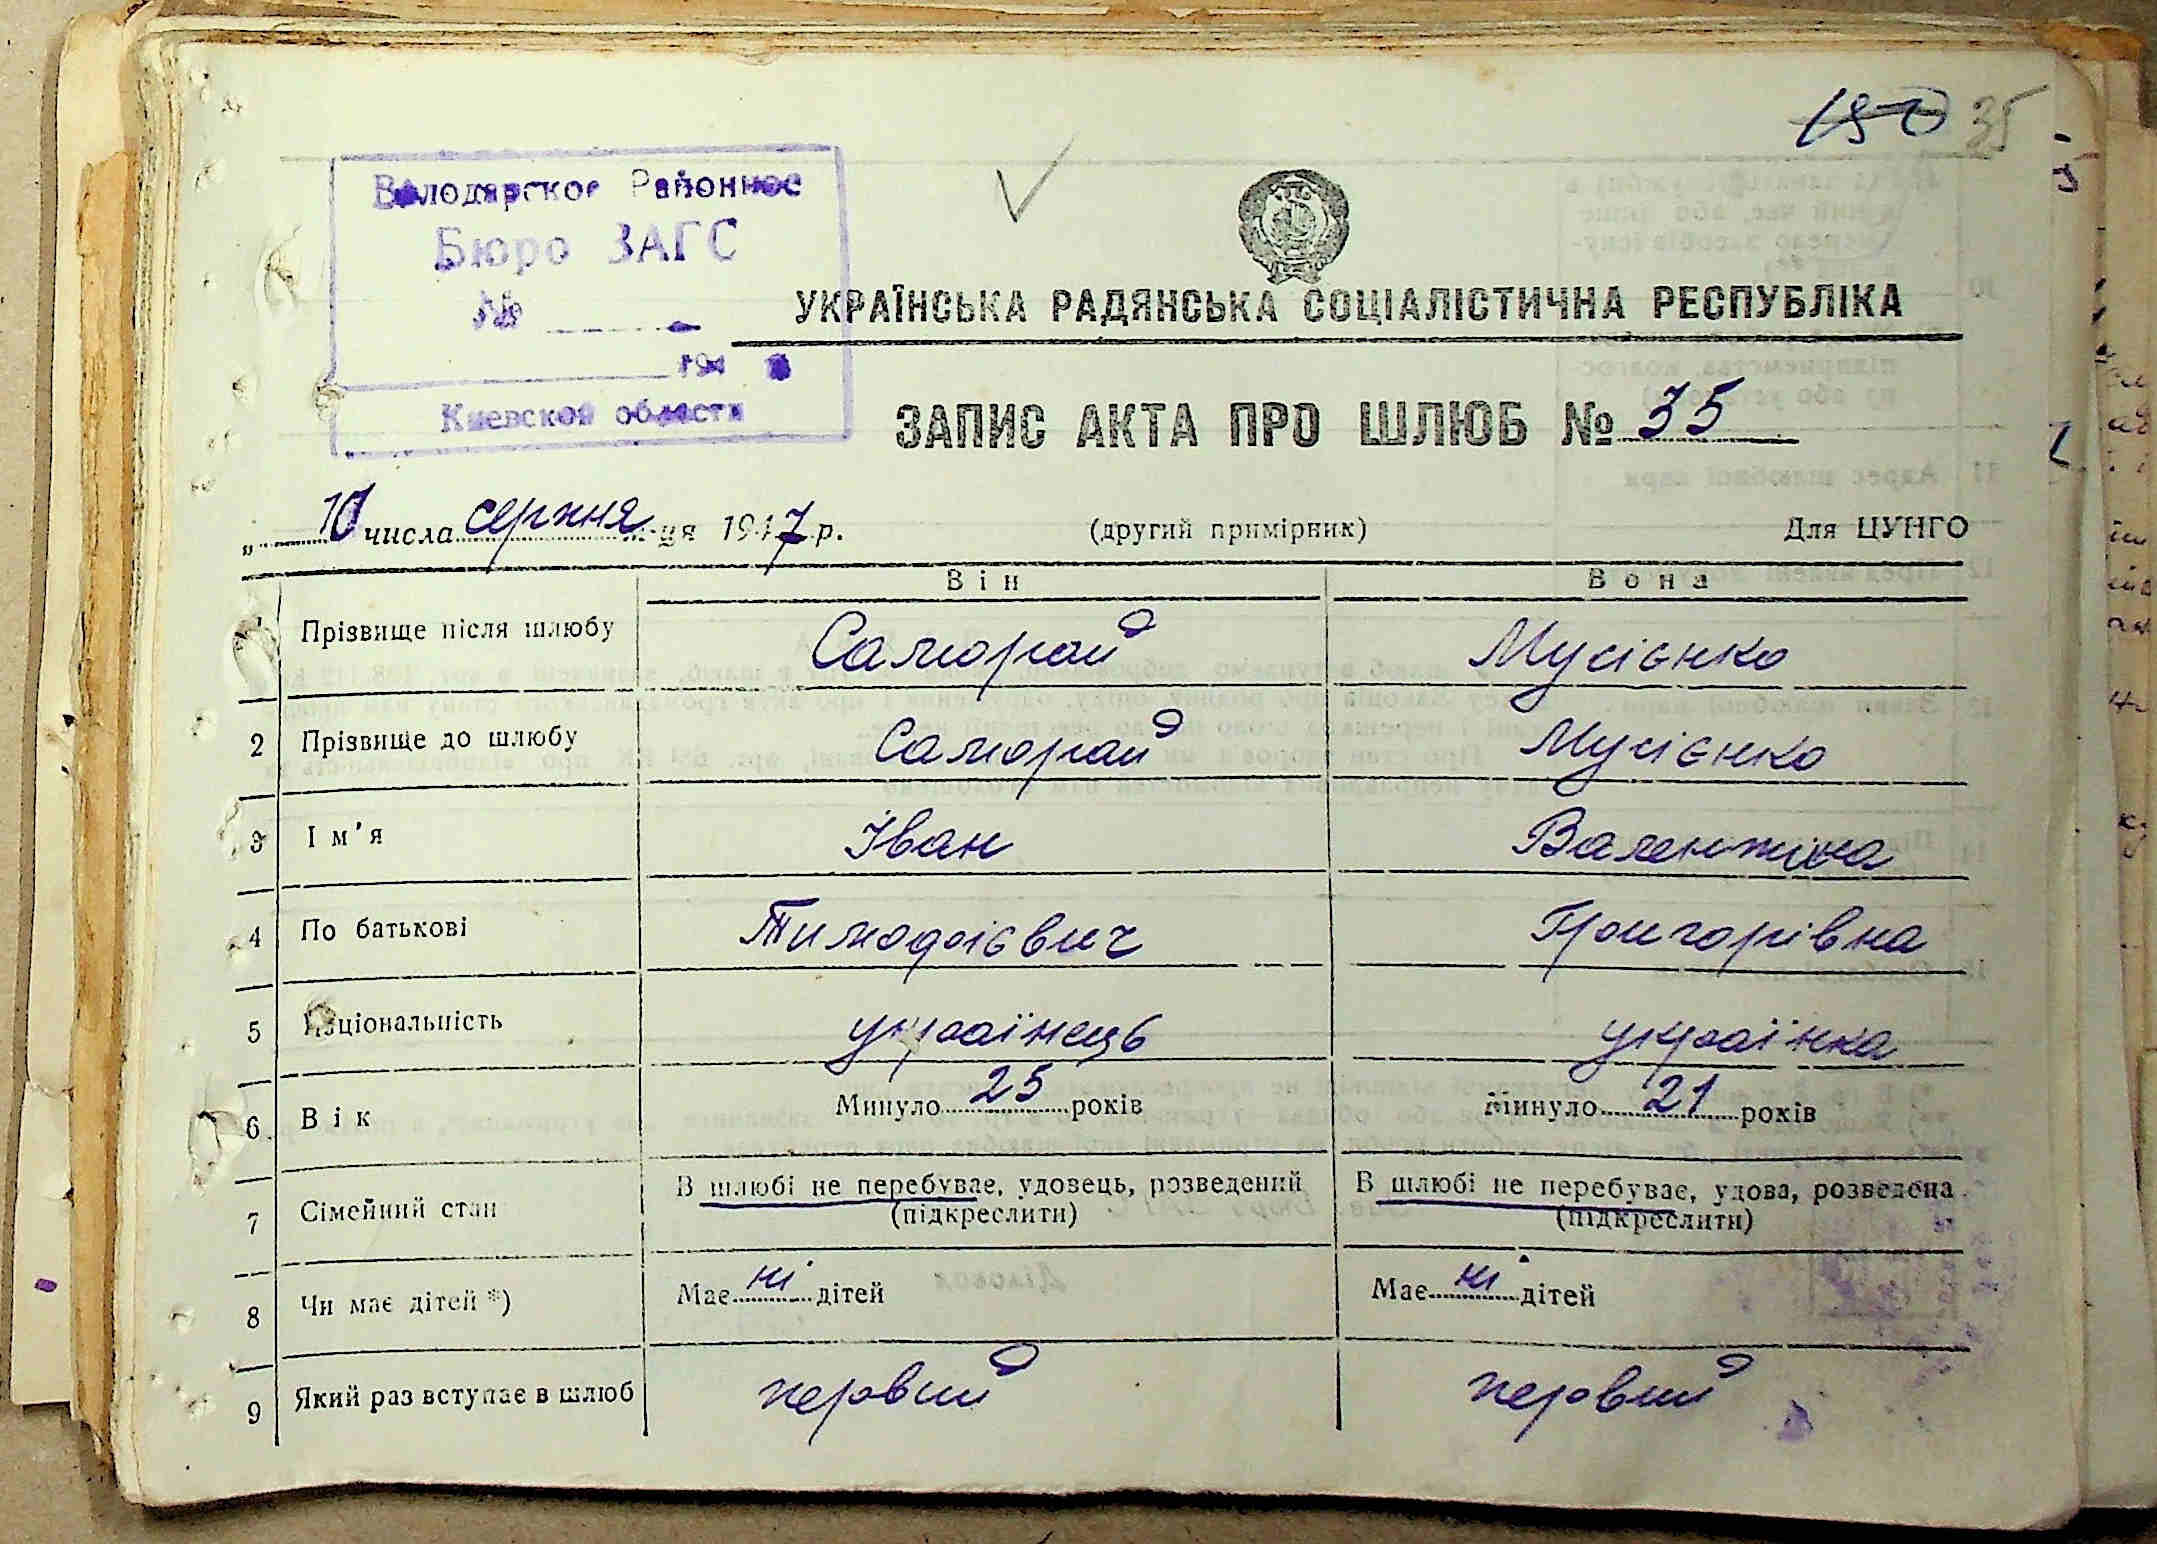 150 35
Володарское Районное
Бюро ЗАГС
№
194
Киевской области
УКРАЇНСЬКА РАДЯНСЬКА СОЦІАЛІСТИЧНА РЕСПУБЛІКА
ЗАПИС АКТА ПРО ШЛЮБ № 35
„ 10 числа серпня м-ця 1947 р. (другий примірник) Для ЦУНГО
Він Вона
1 Прізвище після шлюбу Саморай Мусієнко
2 Прізвище до шлюбу Саморай Мусієнко
3 Ім'я Іван Валентина
4 По батькові Тимофієвич Григорівна
5 Національність українець українка
6 Вік Минуло 25 років Минуло 21 років
7 Сімейний стан В шлюбі не перебуває, удовець, розведений В шлюбі не перебуває, удова, розведена
(підкреслити) (підкреслити)
8 Чи має дітей *) Має ні дітей Має ні дітей
9 Який раз вступає в шлюб первий первий